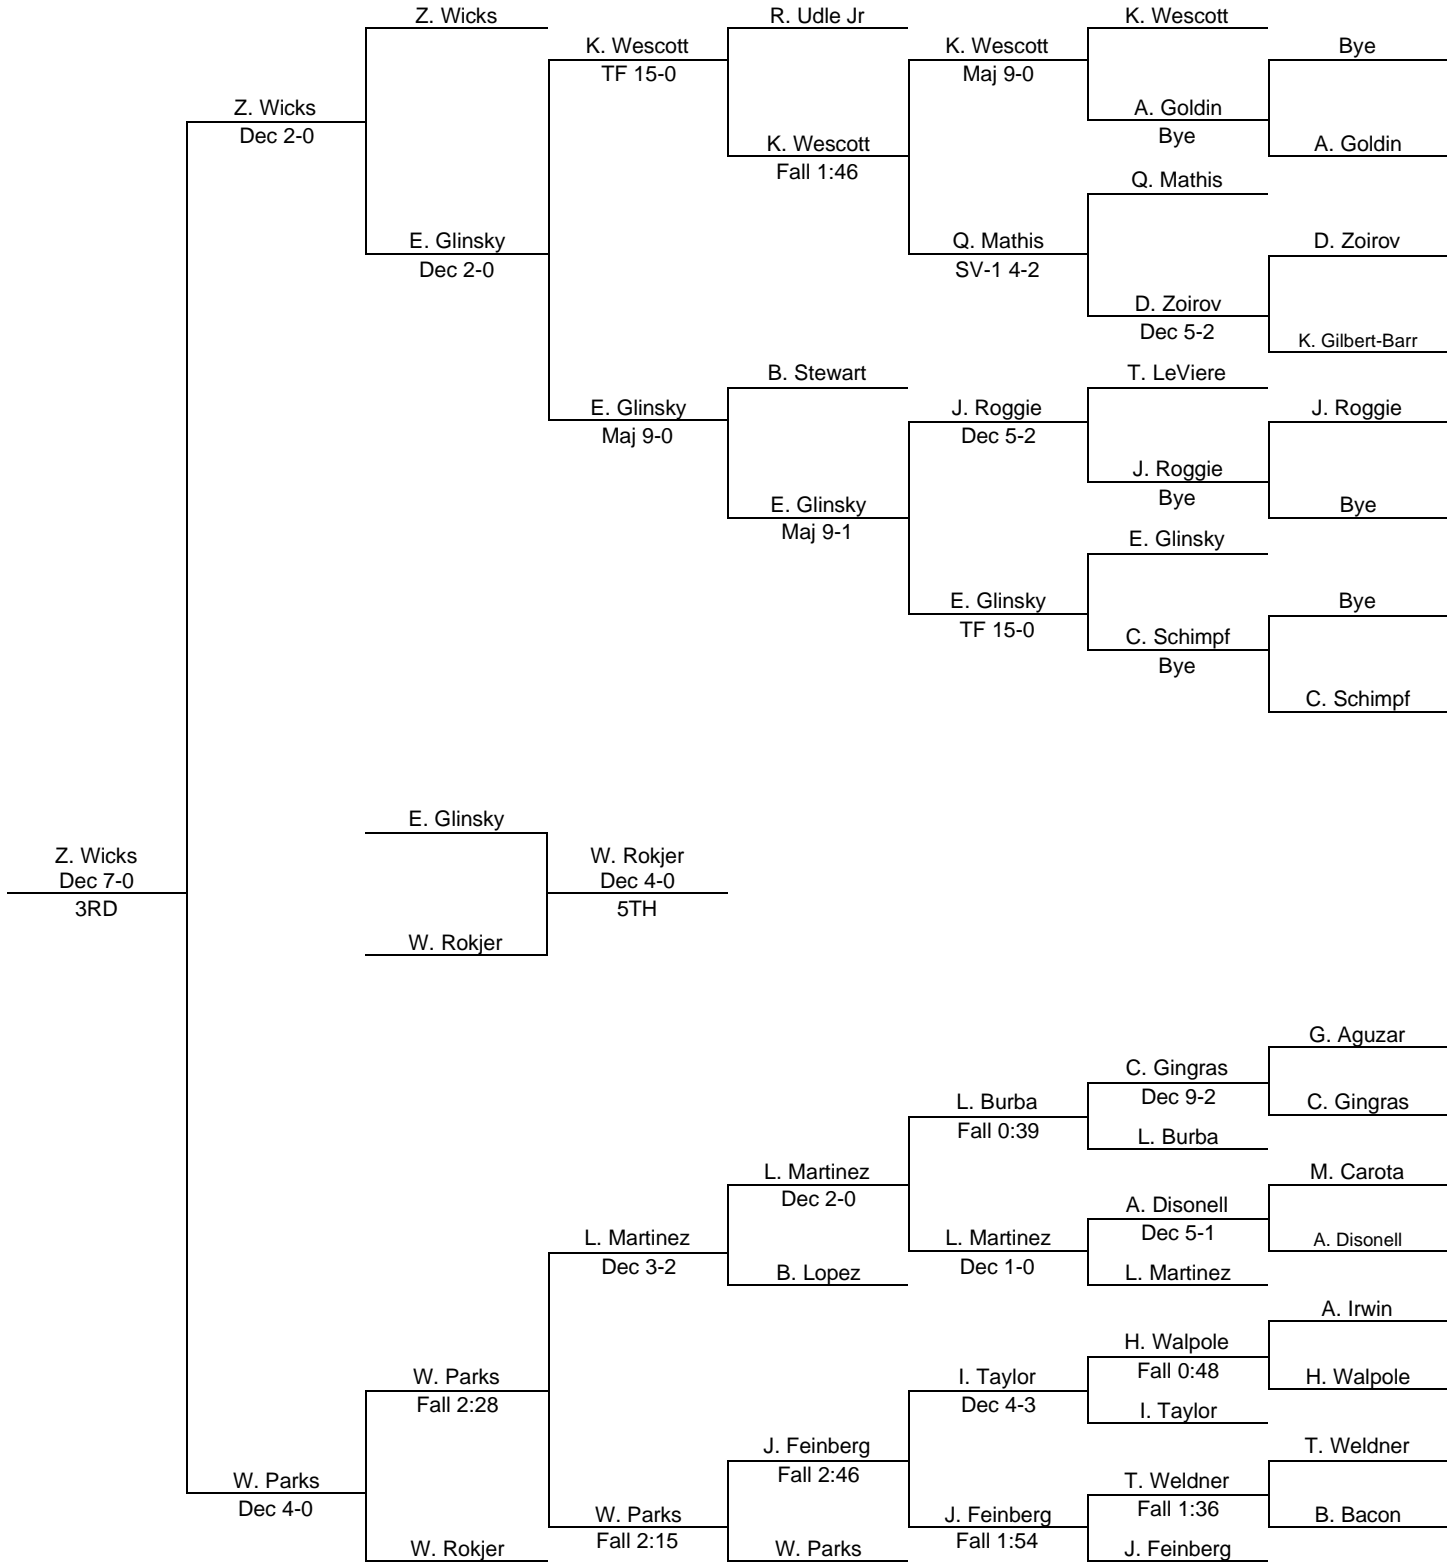 Z. Wicks
R. Udle Jr
K. Wescott
K. Wescott
K. Wescott
Bye
TF 15-0
Maj 9-0
Z. Wicks
A. Goldin
Dec 2-0
Bye
K. Wescott
A. Goldin
Fall 1:46
Q. Mathis
E. Glinsky
Q. Mathis
D. Zoirov
Dec 2-0
SV-1 4-2
D. Zoirov
Dec 5-2
K. Gilbert-Barr
B. Stewart
T. LeViere
E. Glinsky
J. Roggie
J. Roggie
Maj 9-0
Dec 5-2
J. Roggie
Bye
E. Glinsky
Bye
Maj 9-1
E. Glinsky
E. Glinsky
Bye
TF 15-0
C. Schimpf
Bye
C. Schimpf
E. Glinsky
Z. Wicks
W. Rokjer
Dec 7-0
Dec 4-0
3RD
5TH
W. Rokjer
G. Aguzar
C. Gingras
Dec 9-2
L. Burba
C. Gingras
Fall 0:39
L. Burba
L. Martinez
M. Carota
Dec 2-0
A. Disonell
L. Martinez
Dec 5-1
L. Martinez
A. Disonell
Dec 3-2
Dec 1-0
B. Lopez
L. Martinez
A. Irwin
H. Walpole
W. Parks
Fall 0:48
I. Taylor
H. Walpole
Fall 2:28
Dec 4-3
I. Taylor
J. Feinberg
T. Weldner
Fall 2:46
W. Parks
T. Weldner
Dec 4-0
Fall 1:36
W. Parks
J. Feinberg
B. Bacon
Fall 2:15
Fall 1:54
W. Rokjer
W. Parks
J. Feinberg